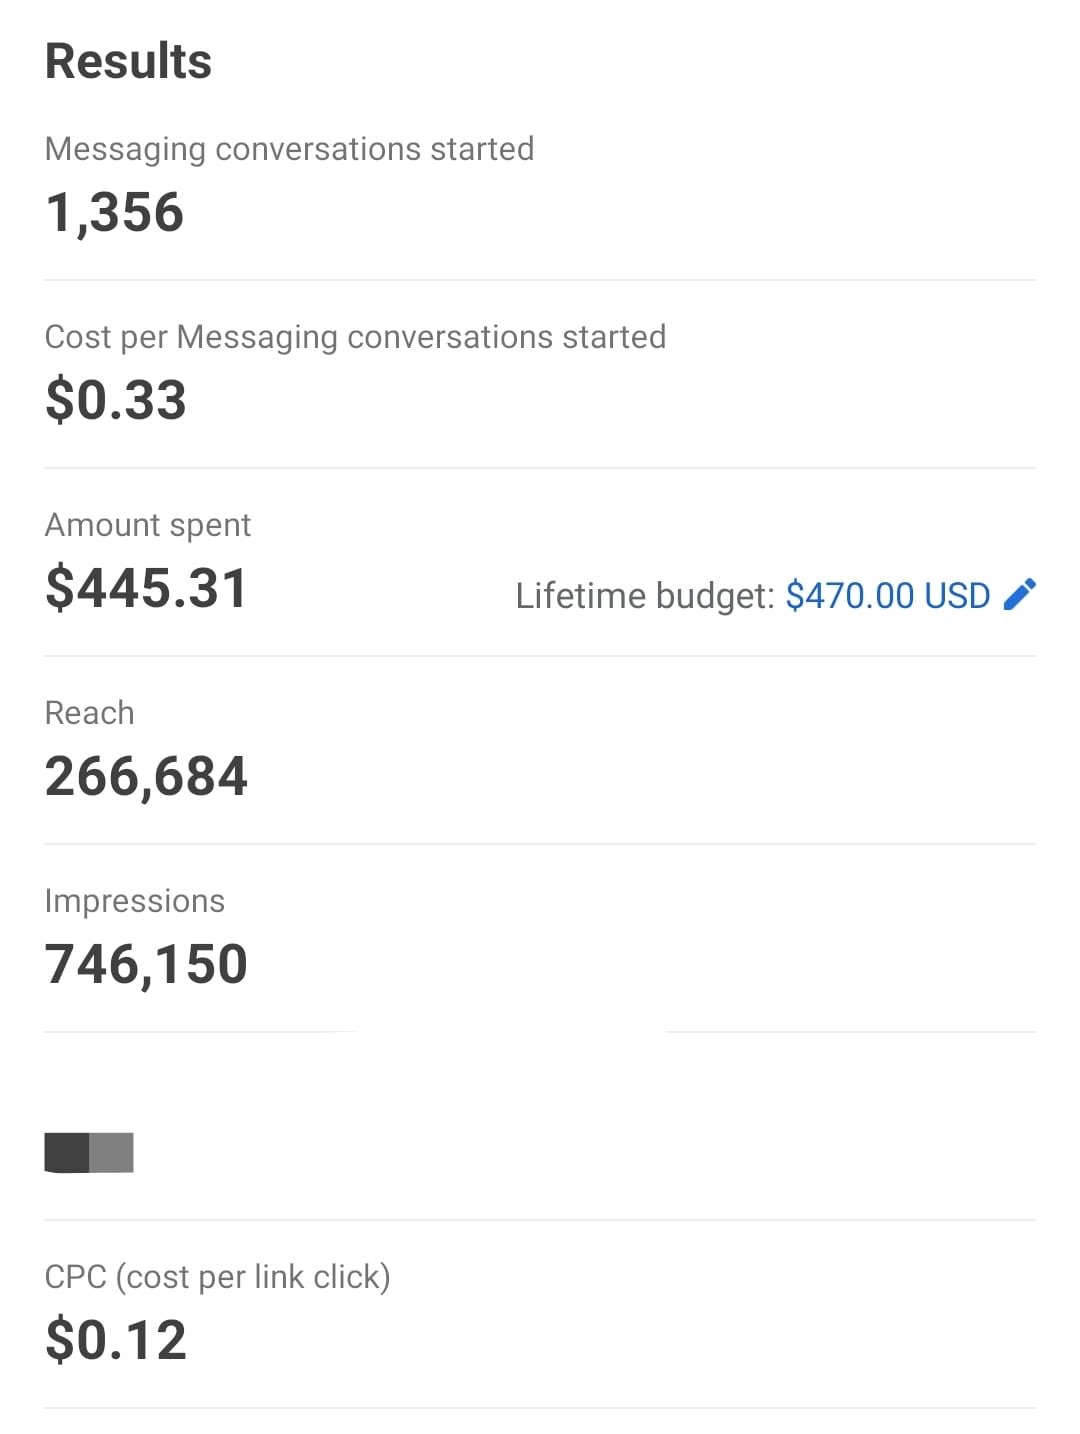 Results
Messaging conversations started
1,356
Cost per Messaging conversations started
$0.33
Amount spent
$445.31
Lifetime budget: $470.00 USD
Reach
266,684
Impressions
746,150
CPC (cost per link click)
$0.12